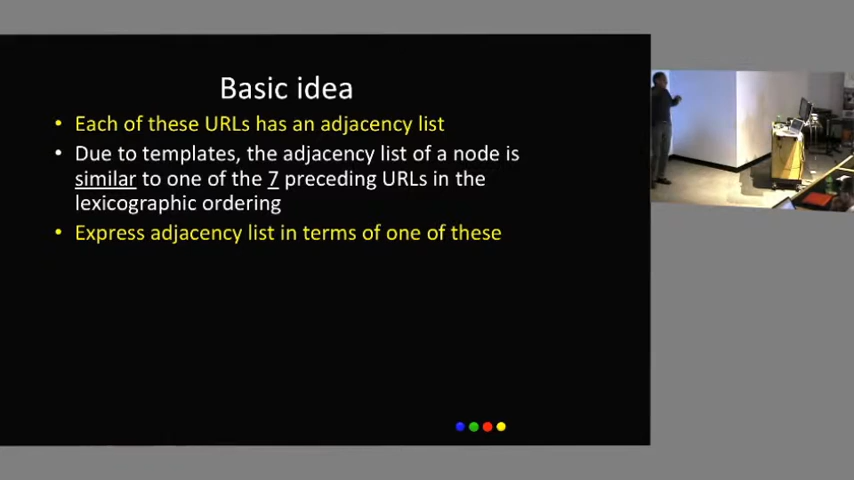 Basic idea
• Each of these URLs has an adjacency list
• Due to templates, the adjacency list of a node is
similar to one of the 7 preceding URLs in the
lexicographic ordering
• Express adjacency list in terms of one of these